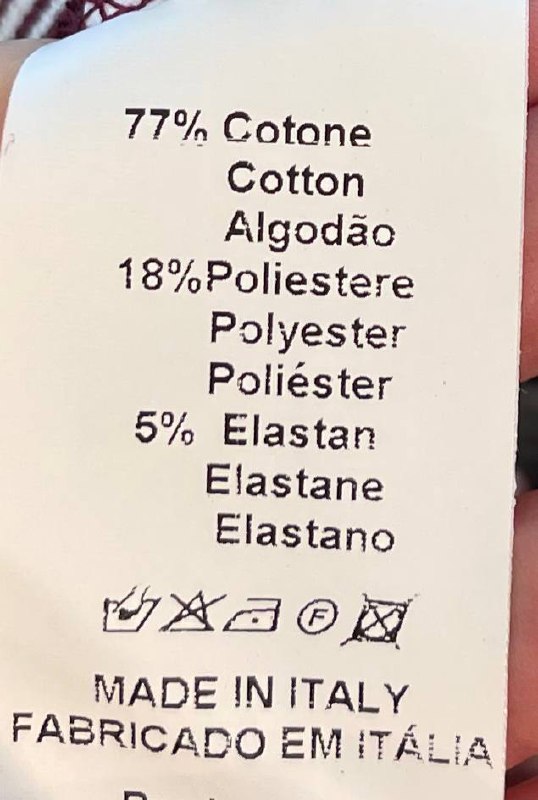 77% Cotone
Cotton
Algodão
18%Poliestere
Polyester
Poliéster
5% Elastan
Elastane
Elastano
F
MADE IN ITALY
FABRICADO EM ITÁLIA